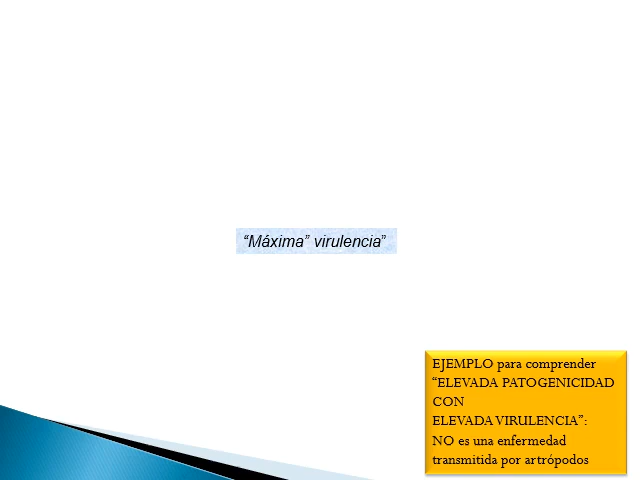 “Máxima” virulencia”
EJEMPLO para comprender
“ELEVADA PATOGENICIDAD
CON
ELEVADA VIRULENCIA”:
NO es una enfermedad
transmitida por artrópodos